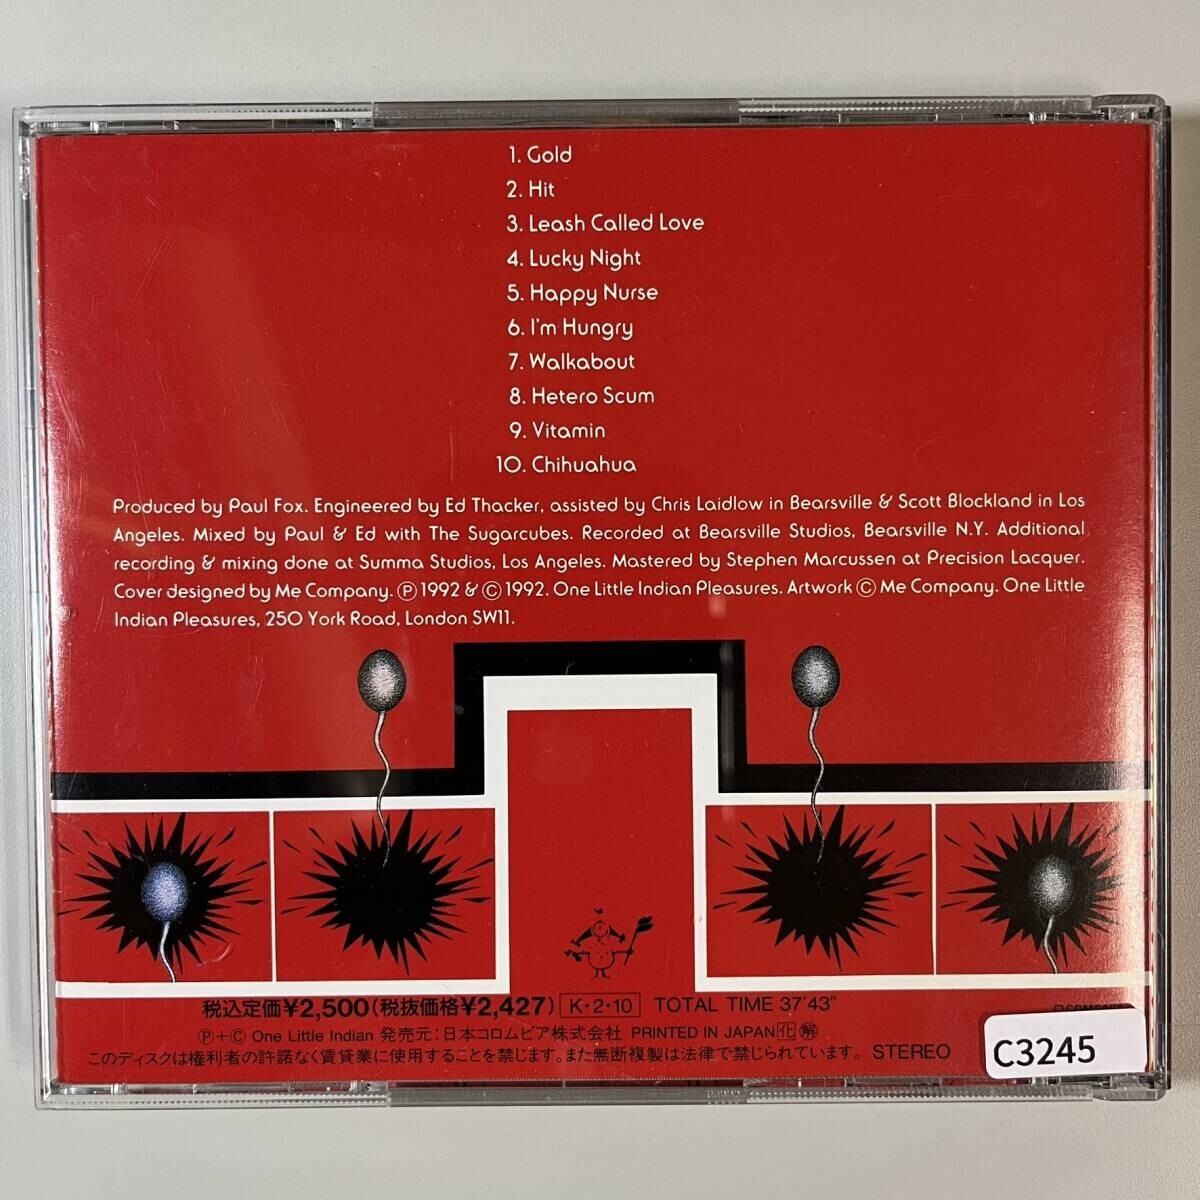 1. Gold
2. Hit
3. Leash Called Love
4. Lucky Night
5. Happy Nurse
6. I'm Hungry
7. Walkabout
8. Hetero Scum
9. Vitamin
10. Chihuahua
Produced by Paul Fox. Engineered by Ed Thacker, assisted by Chris Laidlow in Bearsville & Scott Blockland in Los
Angeles. Mixed by Paul & Ed with The Sugarcubes. Recorded at Bearsville Studios, Bearsville N.Y. Additional
recording & mixing done at Summa Studios, Los Angeles. Mastered by Stephen Marcussen at Precision Lacquer.
Cover designed by Me Company. Ⓟ 1992 & Ⓒ 1992. One Little Indian Pleasures. Artwork Ⓒ Me Company. One Little
Indian Pleasures, 250 York Road, London SW11.
税込定価¥2,500(税抜価格¥2,427) K・2・10 TOTAL TIME 37'43"
Ⓟ+Ⓒ One Little Indian 発売元:日本コロムビア株式会社 PRINTED IN JAPAN 化 解
このディスクは権利者の許諾なく賃貸業に使用することを禁じます。また無断複製は法律で禁じられています。 STEREO
C3245